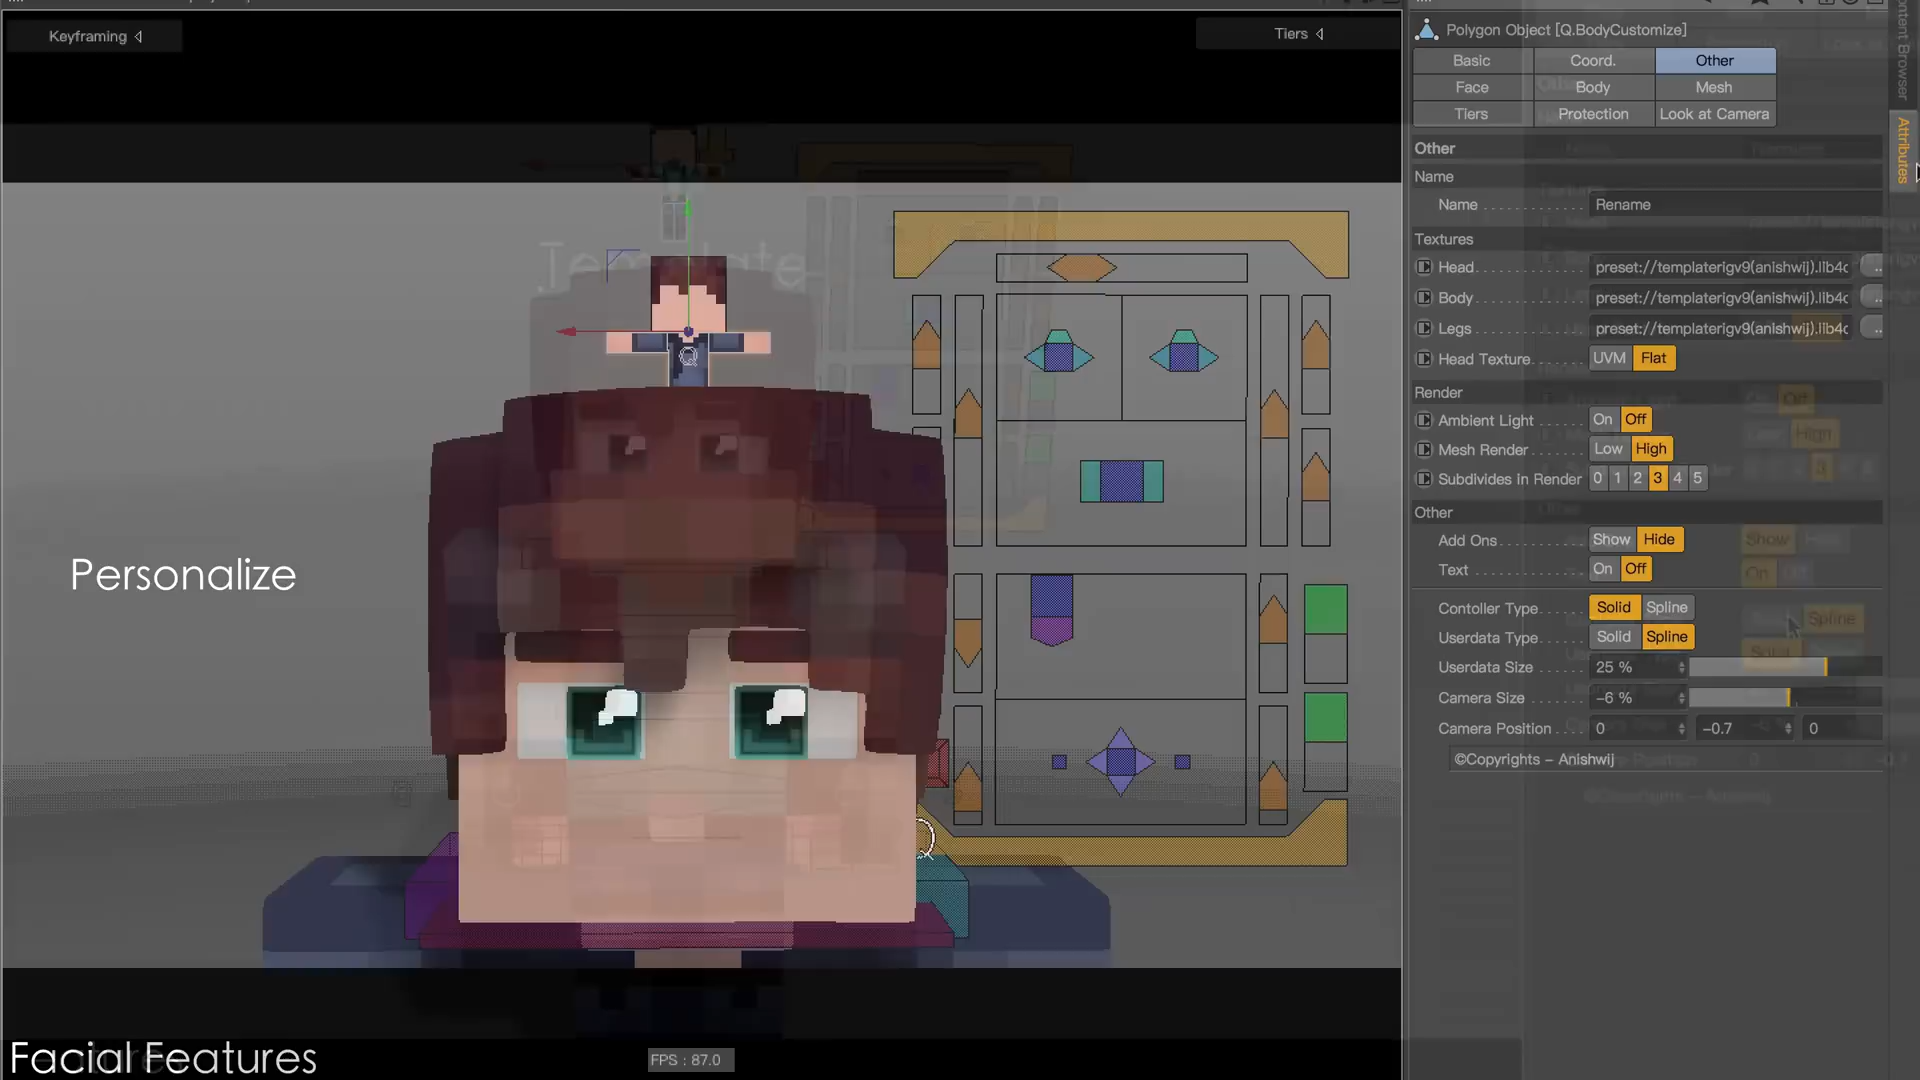 Keyframing
Tiers
Template
Personalize
Facial Features
FPS : 87.0
Polygon Object [Q.BodyCustomize]
Basic Coord. Other
Face Body Mesh
Tiers Protection Look at Camera
Other
Name
Name Rename
Textures
Head preset://templaterigv9(anishwij).lib4c ..
Body preset://templaterigv9(anishwij).lib4c ..
Legs preset://templaterigv9(anishwij).lib4c ..
Head Texture UVM Flat
Render
Ambient Light On Off
Mesh Render Low High
Subdivides in Render 0 1 2 3 4 5
Other
Add Ons Show Hide
Text On Off
Contoller Type Solid Spline
Userdata Type Solid Spline
Userdata Size 25 %
Camera Size -6 %
Camera Position 0 -0.7 0
©Copyrights – Anishwij
Content Browser
Attributes